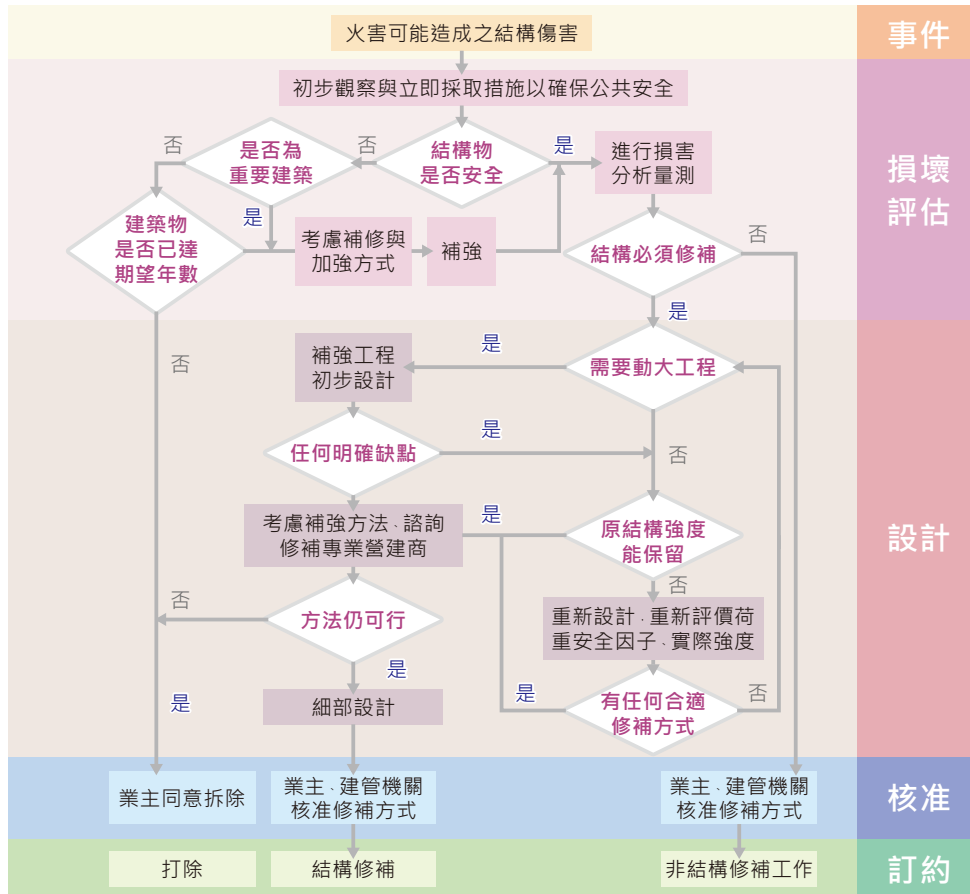 火害可能造成之結構傷害
事件
初步觀察與立即採取措施以確保公共安全
否
是否為
重要建築
否
結構物
是否安全
是
進行損害
分析量測
損壞
評估
建築物
是否已達
期望年數
是
考慮補修與
加強方式
補強
結構必須修補
否
是
否
補強工程
初步設計
是
需要動大工程
任何明確缺點
是
否
考慮補強方法、諮詢
修補專業營建商
是
原結構強度
能保留
設計
否
否
方法仍可行
重新設計、重新評價荷
重安全因子、實際強度
是
是
細部設計
是
有任何合適
修補方式
否
業主同意拆除
業主、建管機關
核准修補方式
業主、建管機關
核准修補方式
核准
打除
結構修補
非結構修補工作
訂約